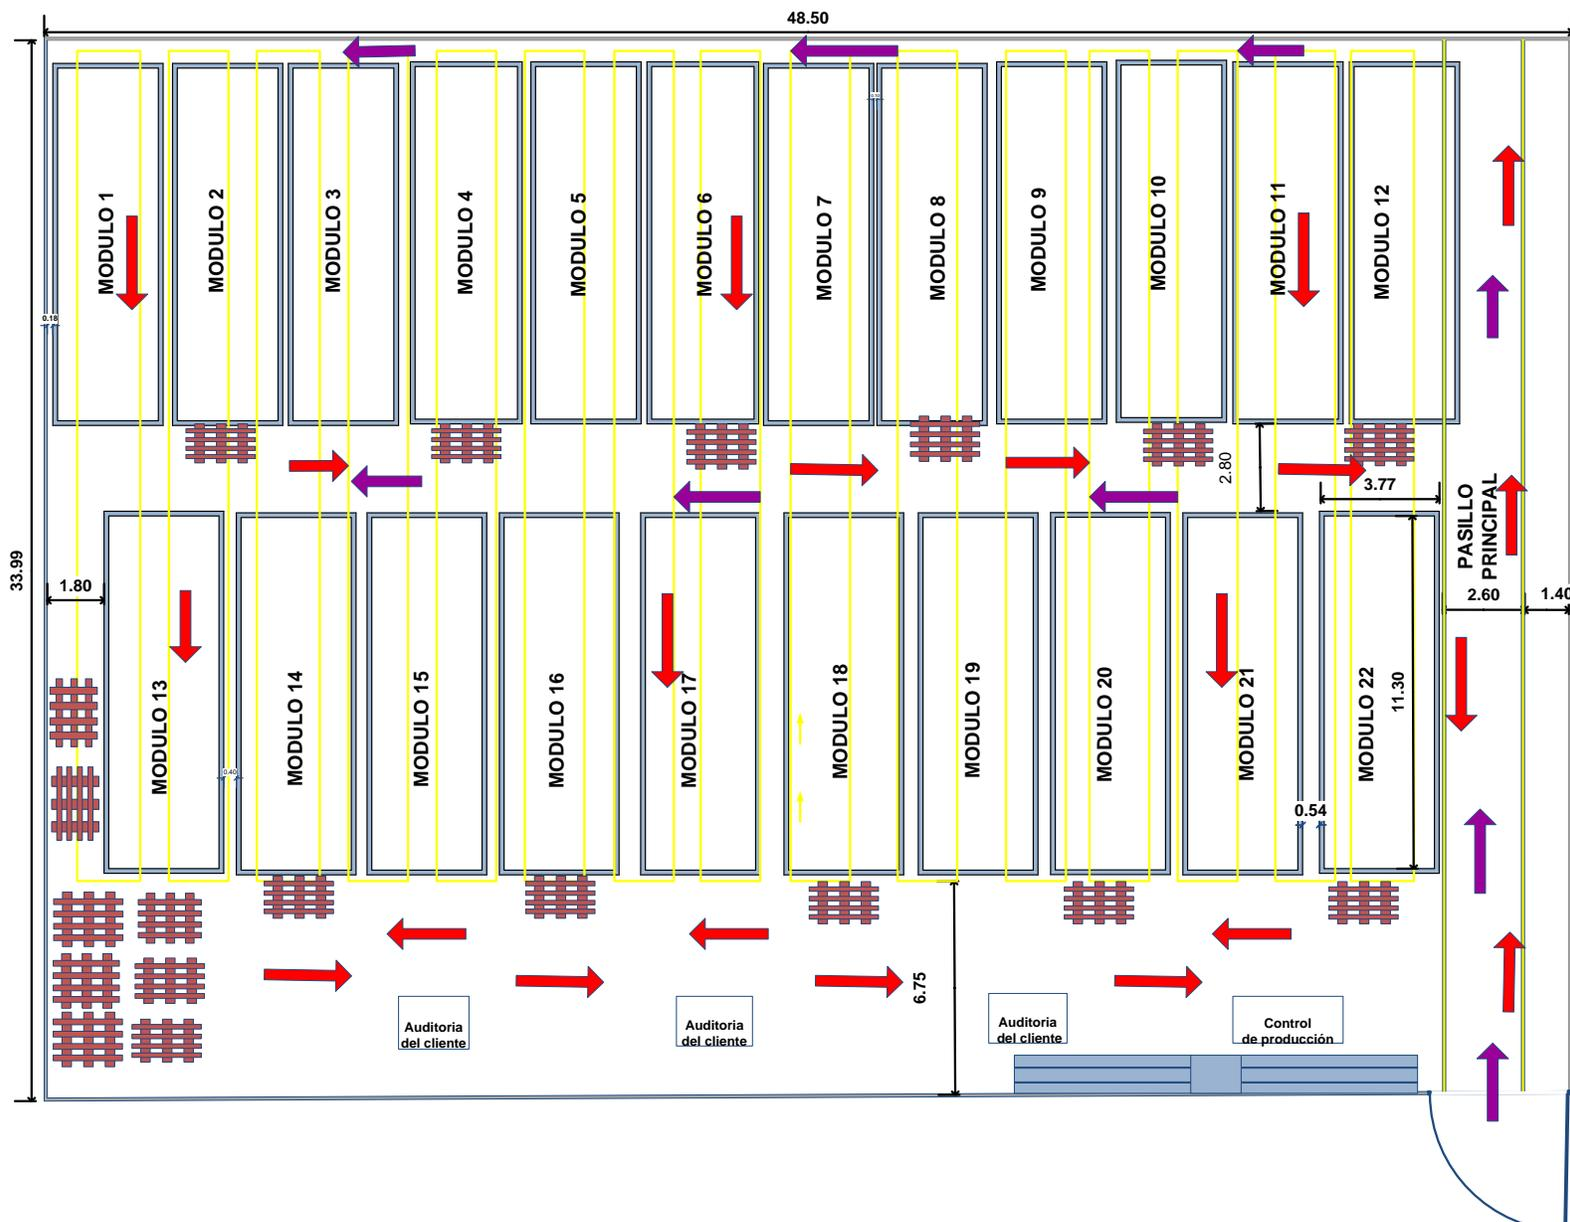 48.50
MODULO 1
MODULO 2
MODULO 3
MODULO 4
MODULO 5
MODULO 6
MODULO 7
MODULO 8
MODULO 9
MODULO 10
MODULO 11
MODULO 12
0.18
2.80
3.77
PASILLO
PRINCIPAL
33.99
1.80
2.60
1.40
MODULO 13
MODULO 14
MODULO 15
MODULO 16
MODULO 17
MODULO 18
MODULO 19
MODULO 20
MODULO 21
MODULO 22
11.30
0.40
0.54
6.75
Auditoria
del cliente
Auditoria
del cliente
Auditoria
del cliente
Control
de producción